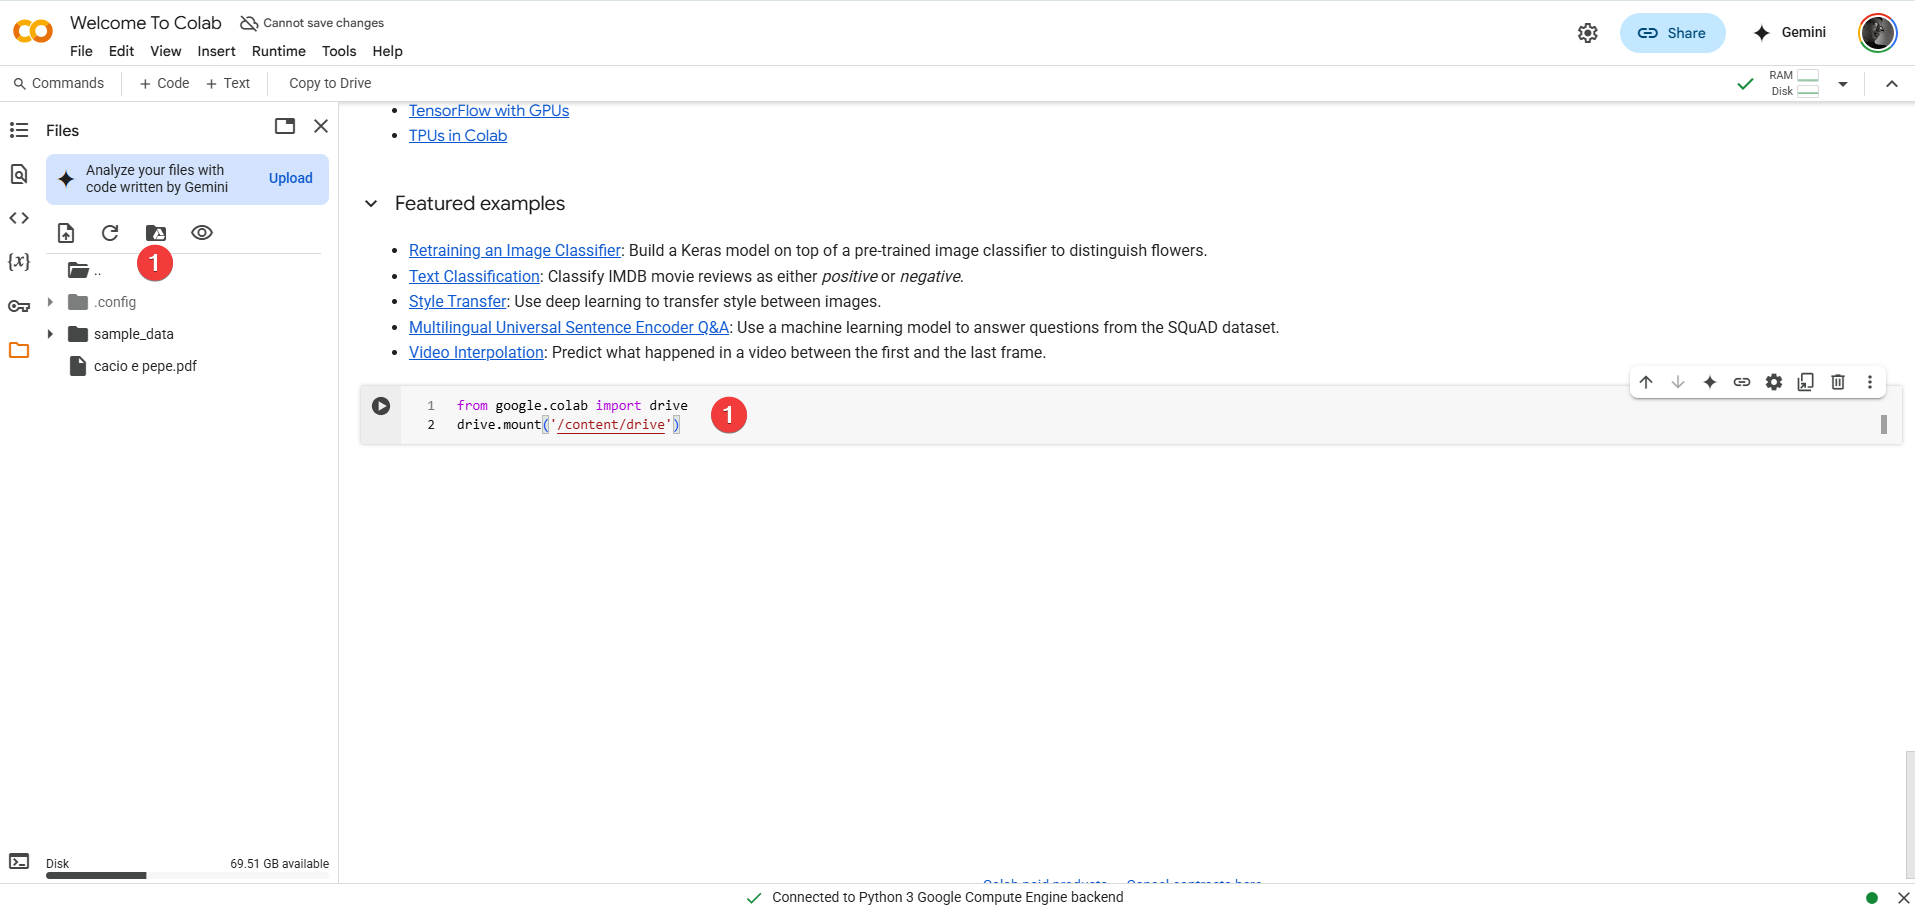 Welcome To Colab
Cannot save changes
File Edit View Insert Runtime Tools Help
Share
Gemini
Commands
+ Code + Text
Copy to Drive
RAM
Disk
Files
Analyze your files with
code written by Gemini
Upload
1
..
.config
sample_data
cacio e pepe.pdf
Disk
69.51 GB available
• TensorFlow with GPUs
• TPUs in Colab
Featured examples
• Retraining an Image Classifier: Build a Keras model on top of a pre-trained image classifier to distinguish flowers.
• Text Classification: Classify IMDB movie reviews as either positive or negative.
• Style Transfer: Use deep learning to transfer style between images.
• Multilingual Universal Sentence Encoder Q&A: Use a machine learning model to answer questions from the SQuAD dataset.
• Video Interpolation: Predict what happened in a video between the first and the last frame.
1 from google.colab import drive
2 drive.mount('/content/drive')
1
Colab paid products - Cancel contracts here
Connected to Python 3 Google Compute Engine backend